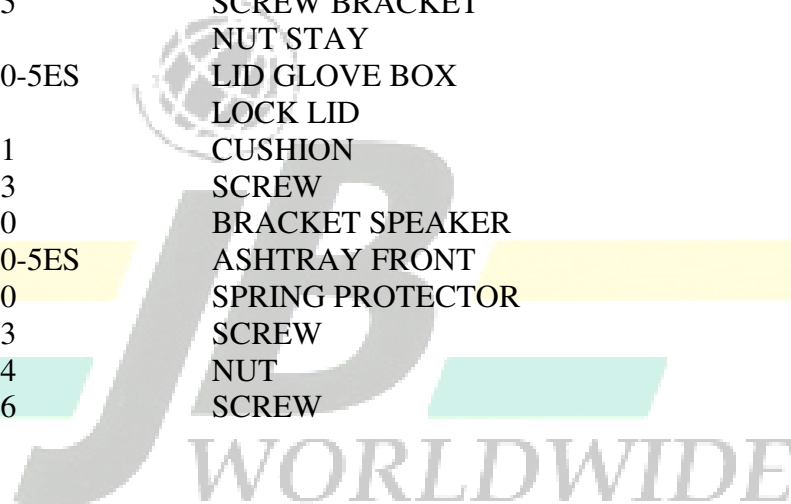 SCREW BRACKET
NUT STAY
0-5ES LID GLOVE BOX
LOCK LID
1 CUSHION
3 SCREW
0 BRACKET SPEAKER
0-5ES ASHTRAY FRONT
0 SPRING PROTECTOR
3 SCREW
4 NUT
6 SCREW
JB
WORLDWIDE